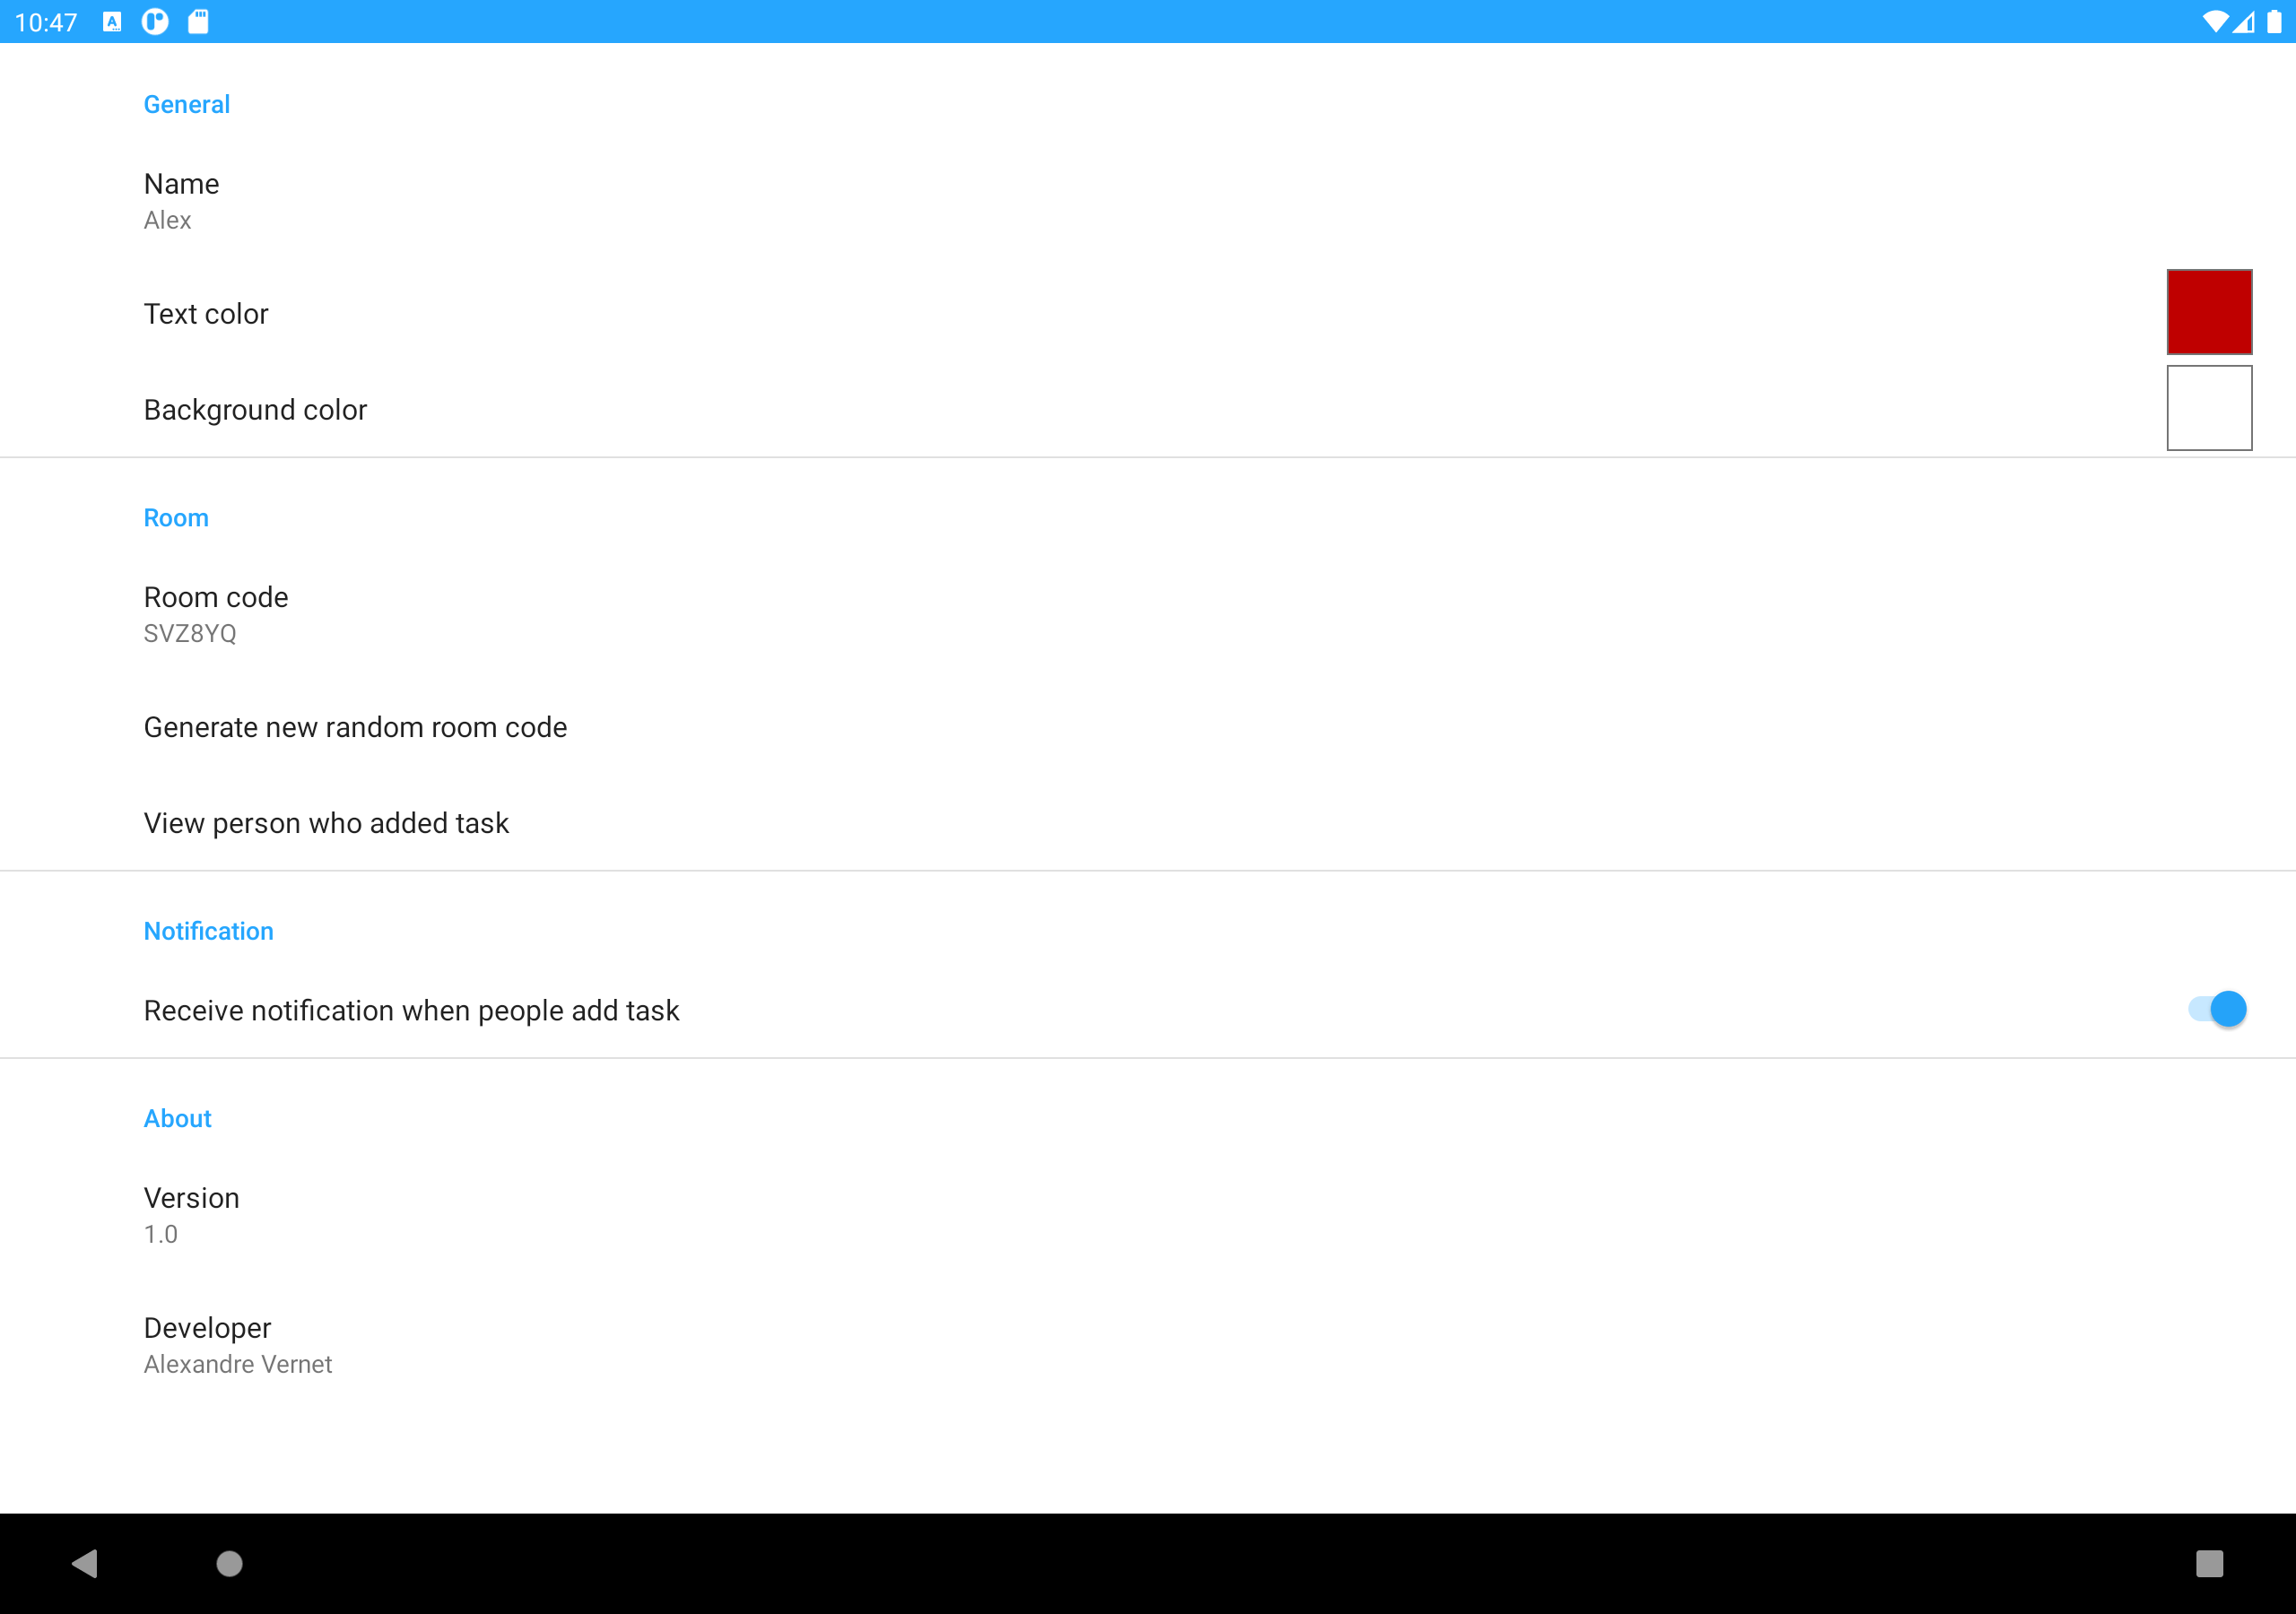 10:47
General
Name
Alex
Text color
Background color
Room
Room code
SVZ8YQ
Generate new random room code
View person who added task
Notification
Receive notification when people add task
About
Version
1.0
Developer
Alexandre Vernet